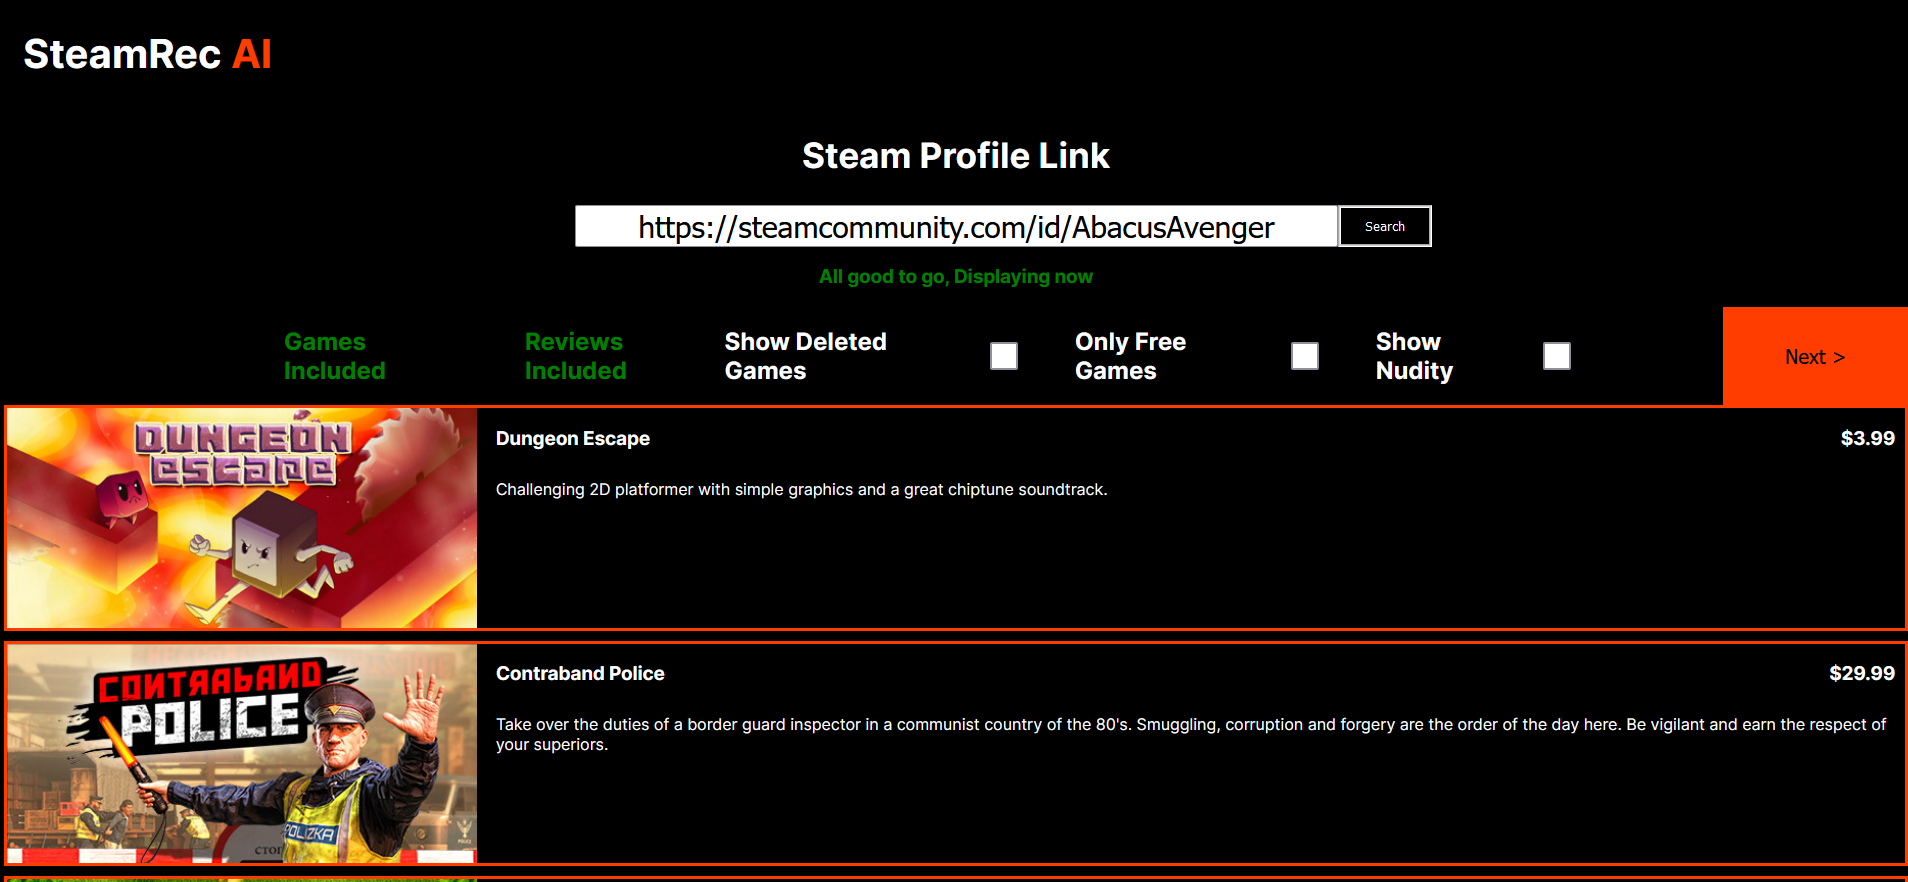 SteamRec AI
Steam Profile Link
https://steamcommunity.com/id/AbacusAvenger
Search
All good to go, Displaying now
Games
Included
Reviews
Included
Show Deleted
Games
Only Free
Games
Show
Nudity
Next >
DUNGEON
ESCAPE
Dungeon Escape
$3.99
Challenging 2D platformer with simple graphics and a great chiptune soundtrack.
CONTRABAND
POLICE
POLIZKA
Contraband Police
$29.99
Take over the duties of a border guard inspector in a communist country of the 80's. Smuggling, corruption and forgery are the order of the day here. Be vigilant and earn the respect of
your superiors.